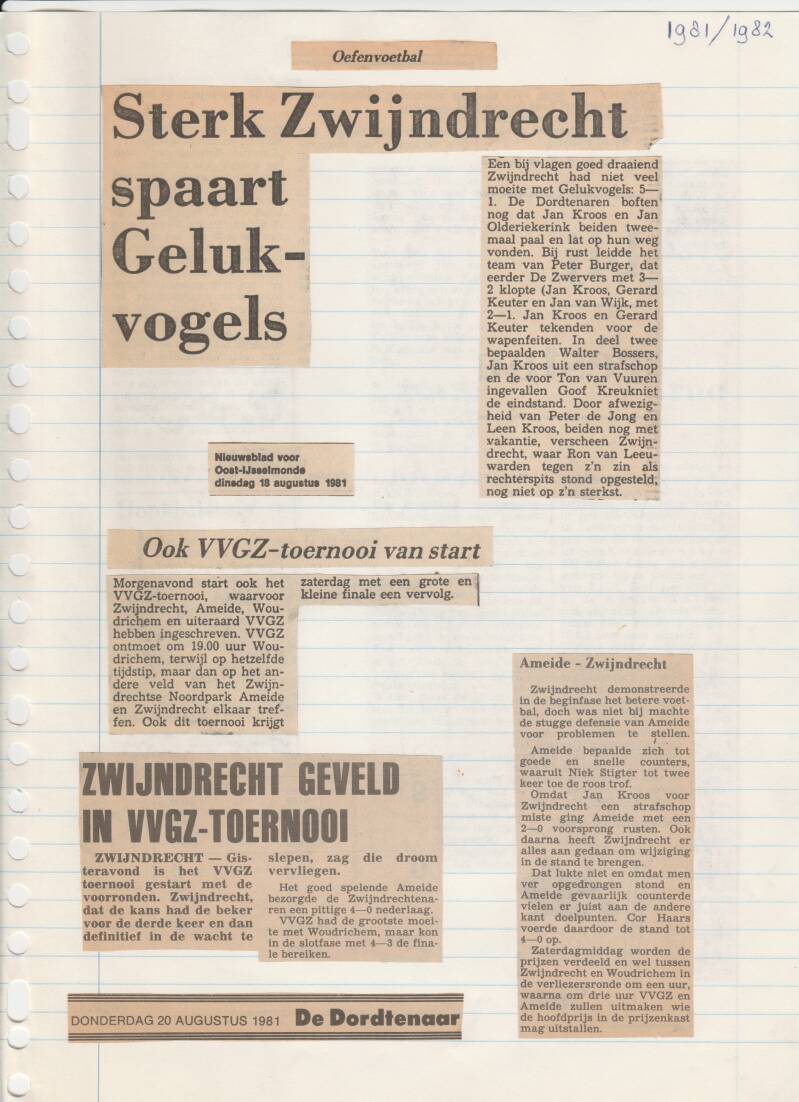 1981/1982
Oefenvoetbal
Sterk Zwijndrecht
spaart
Geluk-
vogels
Een bij vlagen goed draaiend
Zwijndrecht had niet veel
moeite met Gelukvogels: 5—
1. De Dordtenaren boften
nog dat Jan Kroos en Jan
Olderiekerink beiden twee-
maal paal en lat op hun weg
vonden. Bij rust leidde het
team van Peter Burger, dat
eerder De Zwervers met 3—
2 klopte (Jan Kroos, Gerard
Keuter en Jan van Wijk, met
2—1. Jan Kroos en Gerard
Keuter tekenden voor de
wapenfeiten. In deel twee
bepaalden Walter Bossers,
Jan Kroos uit een strafschop
en de voor Ton van Vuuren
ingevallen Goof Kreukniet
de eindstand. Door afwezig-
heid van Peter de Jong en
Leen Kroos, beiden nog met
vakantie, verscheen Zwijn-
drecht, waar Ron van Leeu-
warden tegen z'n zin als
rechterspits stond opgesteld,
nog niet op z'n sterkst.
Nieuwsblad voor
Oost-IJsselmonde
dinsdag 18 augustus 1981
Ook VVGZ-toernooi van start
Morgenavond start ook het
VVGZ-toernooi, waarvoor
Zwijndrecht, Ameide, Wou-
drichem en uiteraard VVGZ
hebben ingeschreven. VVGZ
ontmoet om 19.00 uur Wou-
drichem, terwijl op hetzelfde
tijdstip, maar dan op het an-
dere veld van het Zwijn-
drechtse Noordpark Ameide
en Zwijndrecht elkaar tref-
fen. Ook dit toernooi krijgt
zaterdag met een grote en
kleine finale een vervolg.
ZWIJNDRECHT GEVELD
IN VVGZ-TOERNOOI
ZWIJNDRECHT — Gis-
teravond is het VVGZ
toernooi gestart met de
voorronden. Zwijndrecht,
dat de kans had de beker
voor de derde keer en dan
definitief in de wacht te
slepen, zag die droom
vervliegen.
Het goed spelende Ameide
bezorgde de Zwijndrechtena-
ren een pittige 4—0 nederlaag.
VVGZ had de grootste moei-
te met Woudrichem, maar kon
in de slotfase met 4—3 de fina-
le bereiken.
DONDERDAG 20 AUGUSTUS 1981 De Dordtenaar
Ameide - Zwijndrecht
Zwijndrecht demonstreerde
in de beginfase het betere voet-
bal, doch was niet bij machte
de stugge defensie van Ameide
voor problemen te stellen.
Ameide bepaalde zich tot
goede en snelle counters,
waaruit Niek Stigter tot twee
keer toe de roos trof.
Omdat Jan Kroos voor
Zwijndrecht een strafschop
miste ging Ameide met een
2—0 voorsprong rusten. Ook
daarna heeft Zwijndrecht er
alles aan gedaan om wijziging
in de stand te brengen.
Dat lukte niet en omdat men
ver opgedrongen stond en
Ameide gevaarlijk counterde
vielen er juist aan de andere
kant doelpunten. Cor Haars
voerde daardoor de stand tot
4—0 op.
Zaterdagmiddag worden de
prijzen verdeeld en wel tussen
Zwijndrecht en Woudrichem in
de verliezersronde om een uur,
waarna om drie uur VVGZ en
Ameide zullen uitmaken wie
de hoofdprijs in de prijzenkast
mag uitstallen.